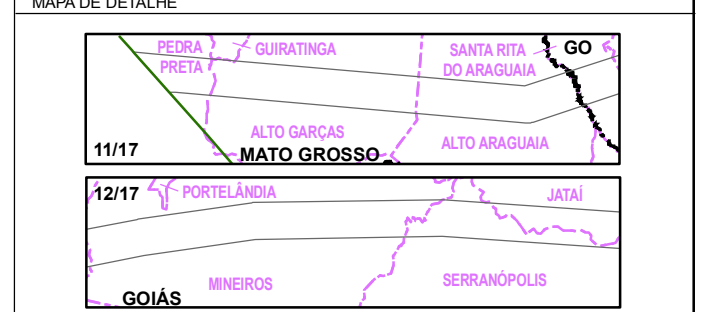 MAPA DE DETALHE
PEDRA
PRETA
GUIRATINGA
SANTA RITA
DO ARAGUAIA
GO
ALTO GARÇAS
ALTO ARAGUAIA
11/17
MATO GROSSO
12/17
PORTELÂNDIA
JATAÍ
MINEIROS
SERRANÓPOLIS
GOIÁS